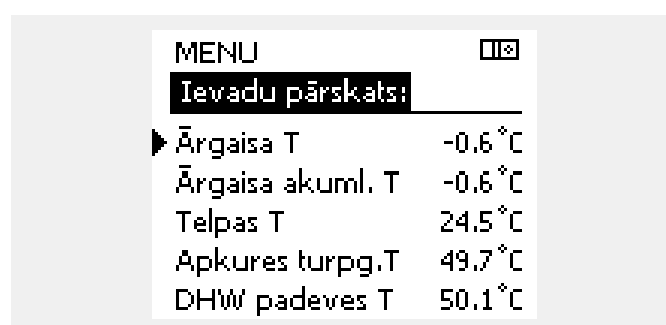 MENU
Ievadu pārskats:
Ārgaisa T -0.6°C
Ārgaisa akuml. T -0.6°C
Telpas T 24.5°C
Apkures turpg.T 49.7°C
DHW padeves T 50.1°C